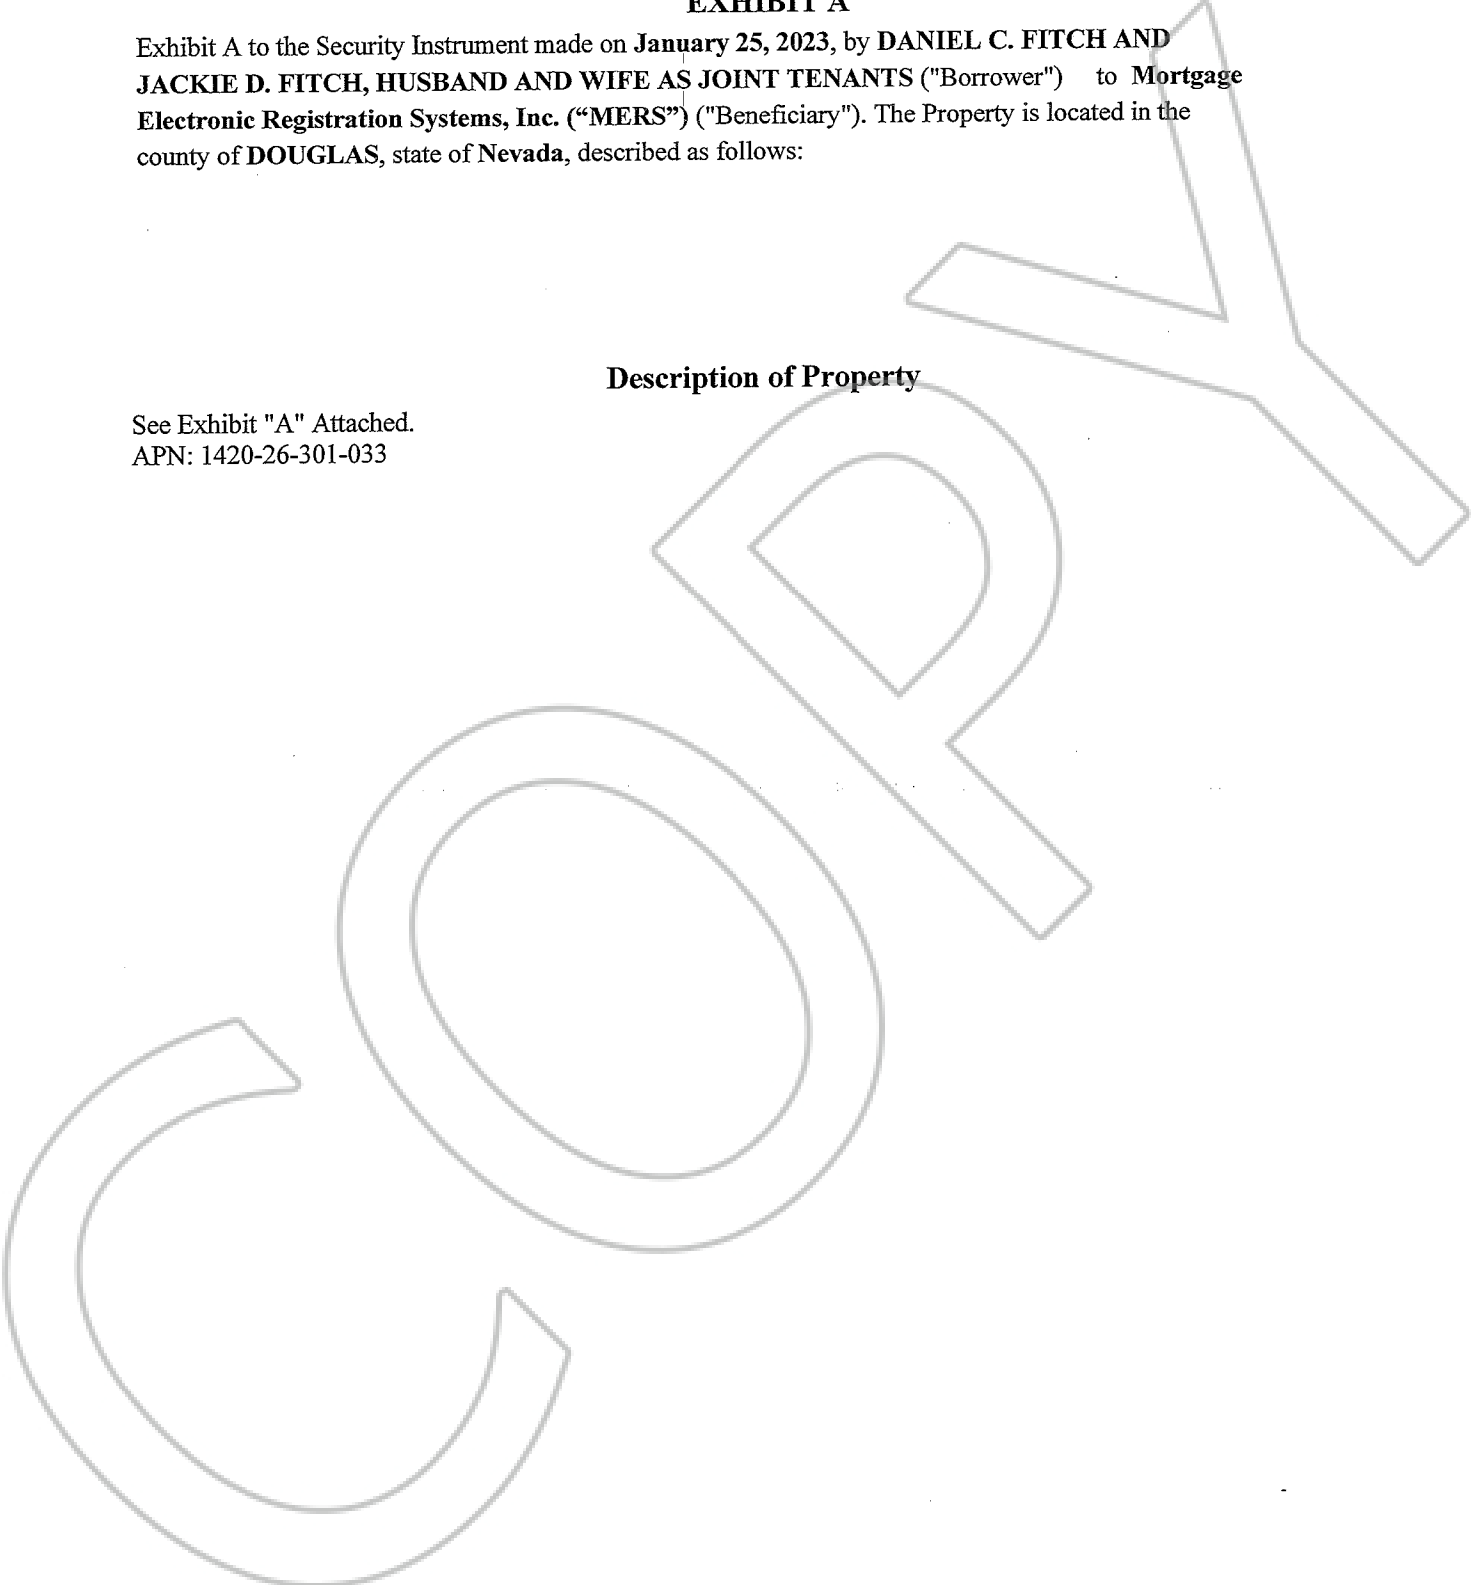 EXHIBIT A
Exhibit A to the Security Instrument made on January 25, 2023, by DANIEL C. FITCH AND
JACKIE D. FITCH, HUSBAND AND WIFE AS JOINT TENANTS ("Borrower") to Mortgage
Electronic Registration Systems, Inc. (“MERS”) ("Beneficiary"). The Property is located in the
county of DOUGLAS, state of Nevada, described as follows:
Description of Property
See Exhibit "A" Attached.
APN: 1420-26-301-033
COPY